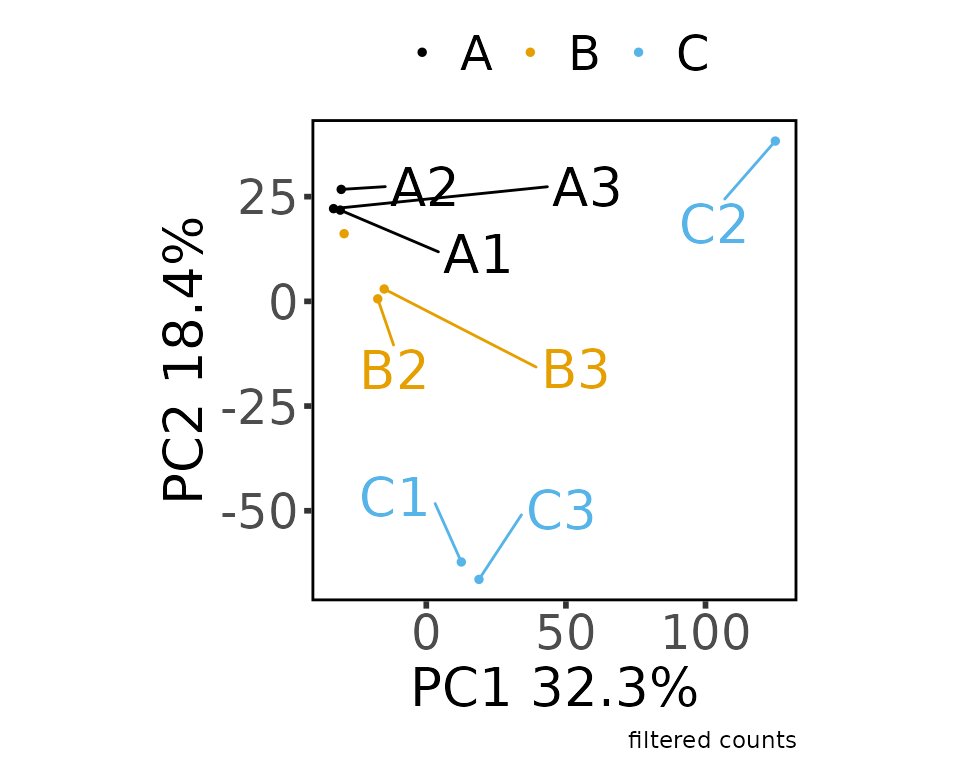 A B C
A2 A3
C2
A1
B2 B3
C1 C3
25
0
-25
-50
PC2 18.4%
0 50 100
PC1 32.3%
filtered counts